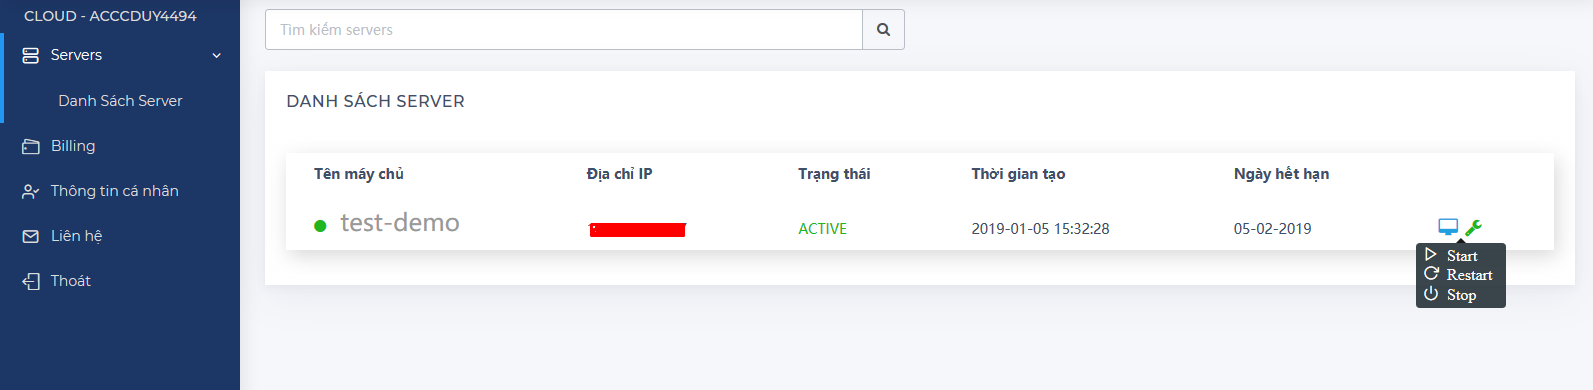 CLOUD - ACCCDUY4494
Servers
Danh Sách Server
Billing
Thông tin cá nhân
Liên hệ
Thoát
Tìm kiếm servers
DANH SÁCH SERVER
Tên máy chủ Địa chỉ IP Trạng thái Thời gian tạo Ngày hết hạn
test-demo ACTIVE 2019-01-05 15:32:28 05-02-2019
Start
Restart
Stop